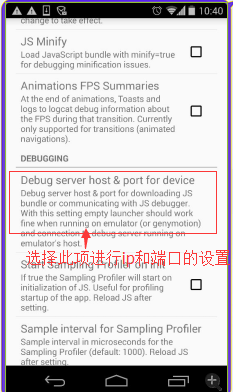 10:40
change to take effect.
JS Minify
Load JavaScript bundle with minify=true
for debugging minification issues.
Animations FPS Summaries
At the end of animations, Toasts and
logs to logcat debug information about
the FPS during that transition. Currently
only supported for transitions (animated
navigations).
DEBUGGING
Debug server host & port for device
Debug server host & port for downloading JS
bundle or communicating with JS debugger.
With this setting empty launcher should work
fine when running on emulator (or genymotion)
and connection to debug server running on
emulator's host.
选择此项进行ip和端口的设置
Start Sampling Profiler on init
If true the Sampling Profiler will start on
initialization of JS. Useful for profiling
startup of the app. Reload JS after
setting.
Sample interval for Sampling Profiler
Sample interval in microseconds for the
Sampling Profiler (default: 1000). Reload JS
after setting.